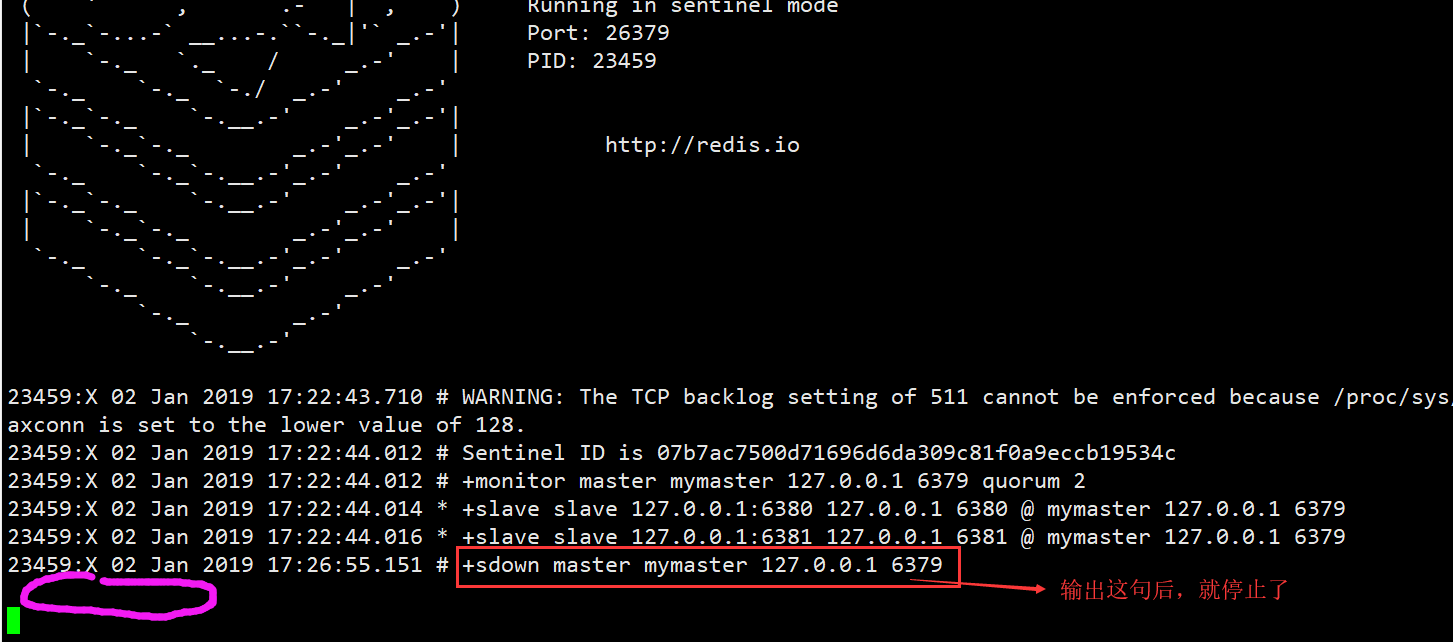 Running in sentinel mode
Port: 26379
PID: 23459
http://redis.io
23459:X 02 Jan 2019 17:22:43.710 # WARNING: The TCP backlog setting of 511 cannot be enforced because /proc/sys/
axconn is set to the lower value of 128.
23459:X 02 Jan 2019 17:22:44.012 # Sentinel ID is 07b7ac7500d71696d6da309c81f0a9eccb19534c
23459:X 02 Jan 2019 17:22:44.012 # +monitor master mymaster 127.0.0.1 6379 quorum 2
23459:X 02 Jan 2019 17:22:44.014 * +slave slave 127.0.0.1:6380 127.0.0.1 6380 @ mymaster 127.0.0.1 6379
23459:X 02 Jan 2019 17:22:44.016 * +slave slave 127.0.0.1:6381 127.0.0.1 6381 @ mymaster 127.0.0.1 6379
23459:X 02 Jan 2019 17:26:55.151 # +sdown master mymaster 127.0.0.1 6379
输出这句后，就停止了